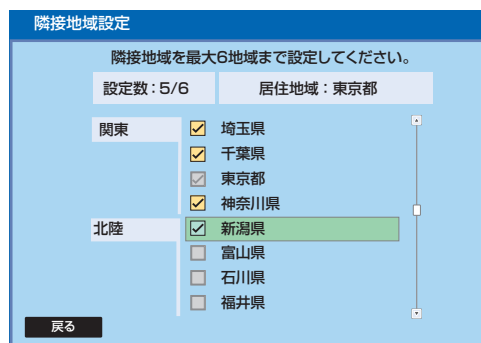 隣接地域設定
隣接地域を最大6地域まで設定してください。
設定数：5/6 居住地域：東京都
関東 埼玉県
千葉県
東京都
神奈川県
北陸 新潟県
富山県
石川県
福井県
戻る